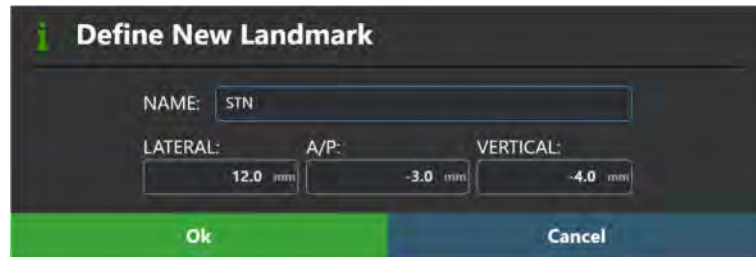 i Define New Landmark
NAME: STN
LATERAL: A/P: VERTICAL:
12.0 mm -3.0 mm -4.0 mm
Ok Cancel